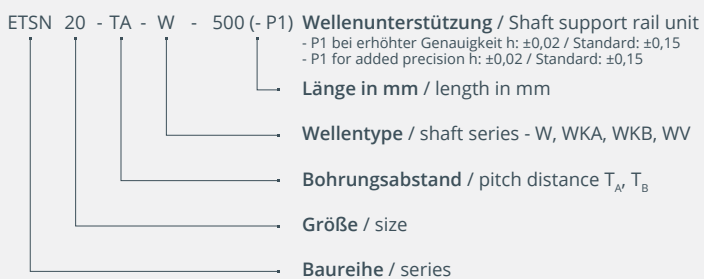 ETSN 20 - TA - W - 500 (- P1) Wellenunterstützung / Shaft support rail unit
- P1 bei erhöhter Genauigkeit h: ±0,02 / Standard: ±0,15
- P1 for added precision h: ±0,02 / Standard: ±0,15
Länge in mm / length in mm
Wellentype / shaft series - W, WKA, WKB, WV
Bohrungsabstand / pitch distance TA, TB
Größe / size
Baureihe / series